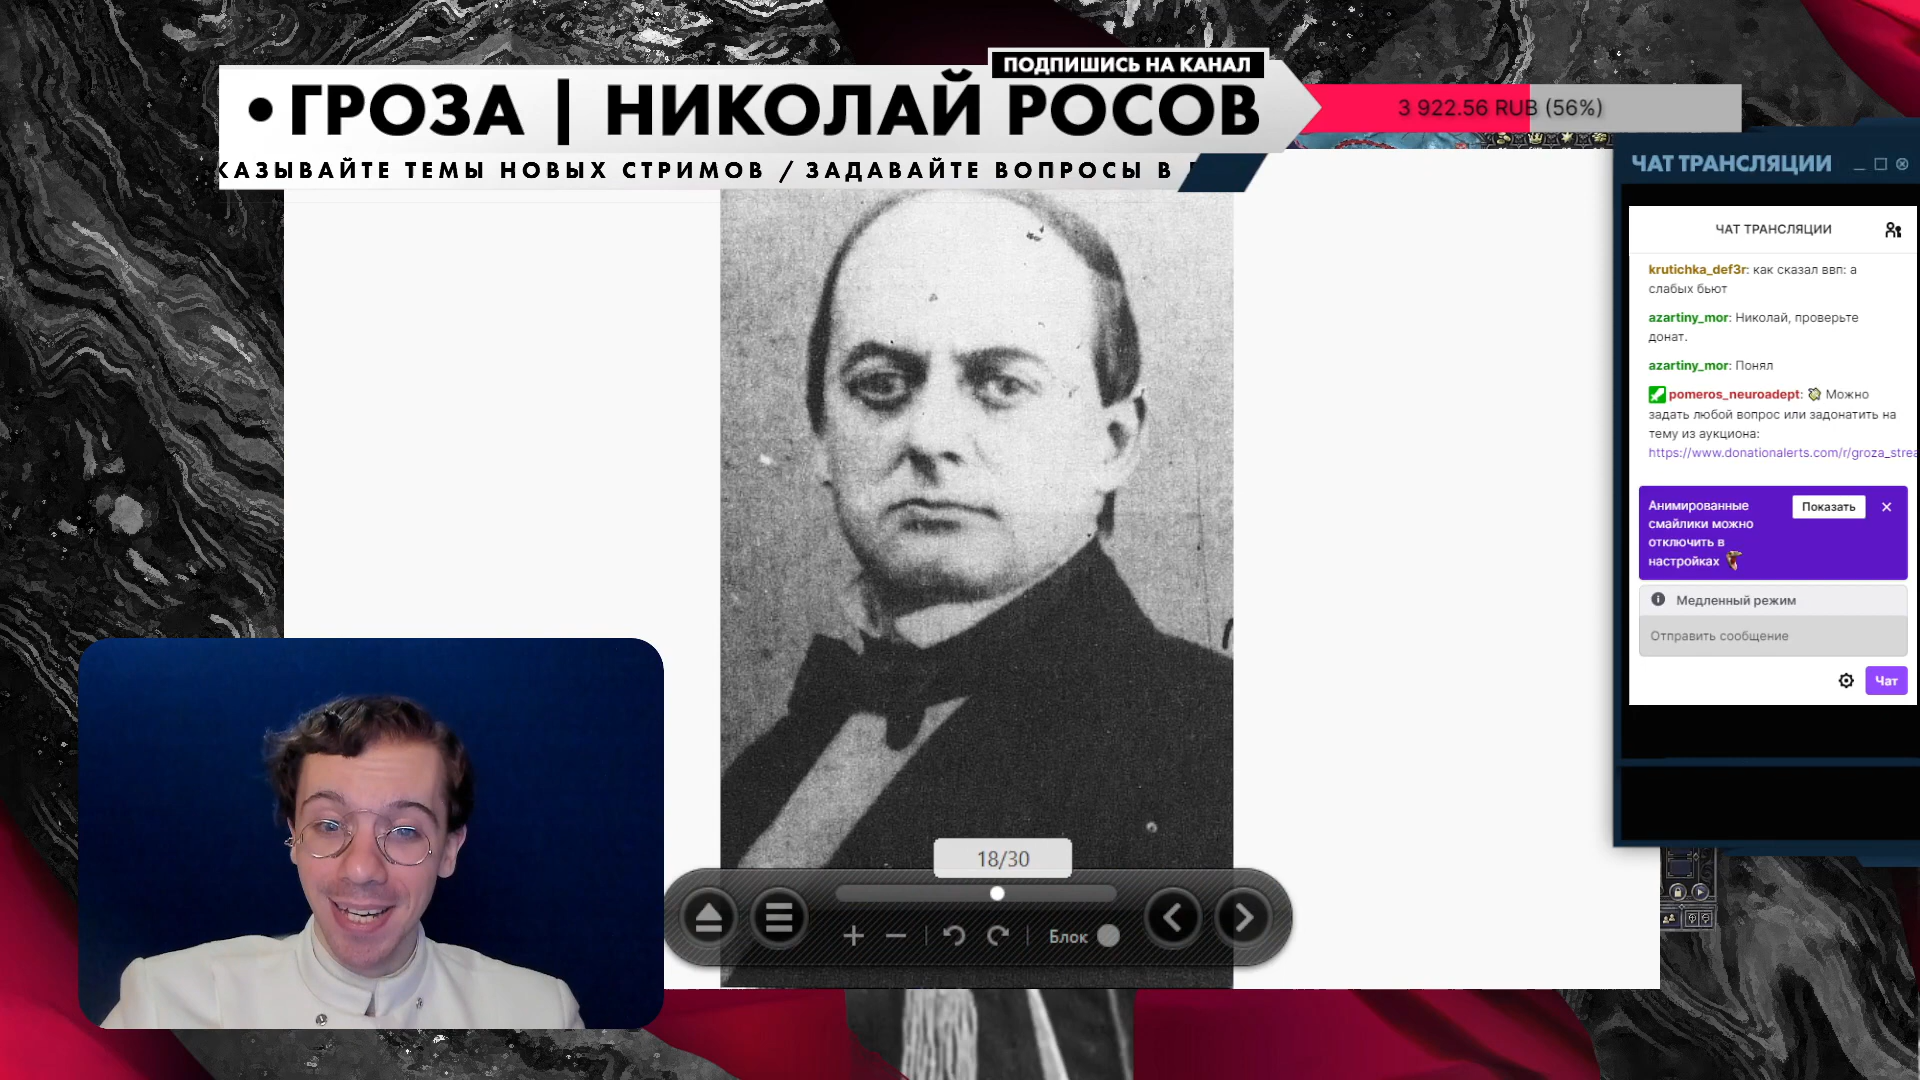 ПОДПИШИСЬ НА КАНАЛ
• ГРОЗА | НИКОЛАЙ РОСОВ
3 922.56 RUB (56%)
КАЗЫВАЙТЕ ТЕМЫ НОВЫХ СТРИМОВ / ЗАДАВАЙТЕ ВОПРОСЫ В
ЧАТ ТРАНСЛЯЦИИ
ЧАТ ТРАНСЛЯЦИИ
krutichka_def3r: как сказал ввп: а
слабых бьют
azartiny_mor: Николай, проверьте
донат.
azartiny_mor: Понял
pomeros_neuroadept: Можно
задать любой вопрос или задонатить на
тему из аукциона:
https://www.donationalerts.com/r/groza_strea
Анимированные
смайлики можно
отключить в
настройках
Показать
Медленный режим
Отправить сообщение
Чат
18/30
Блок